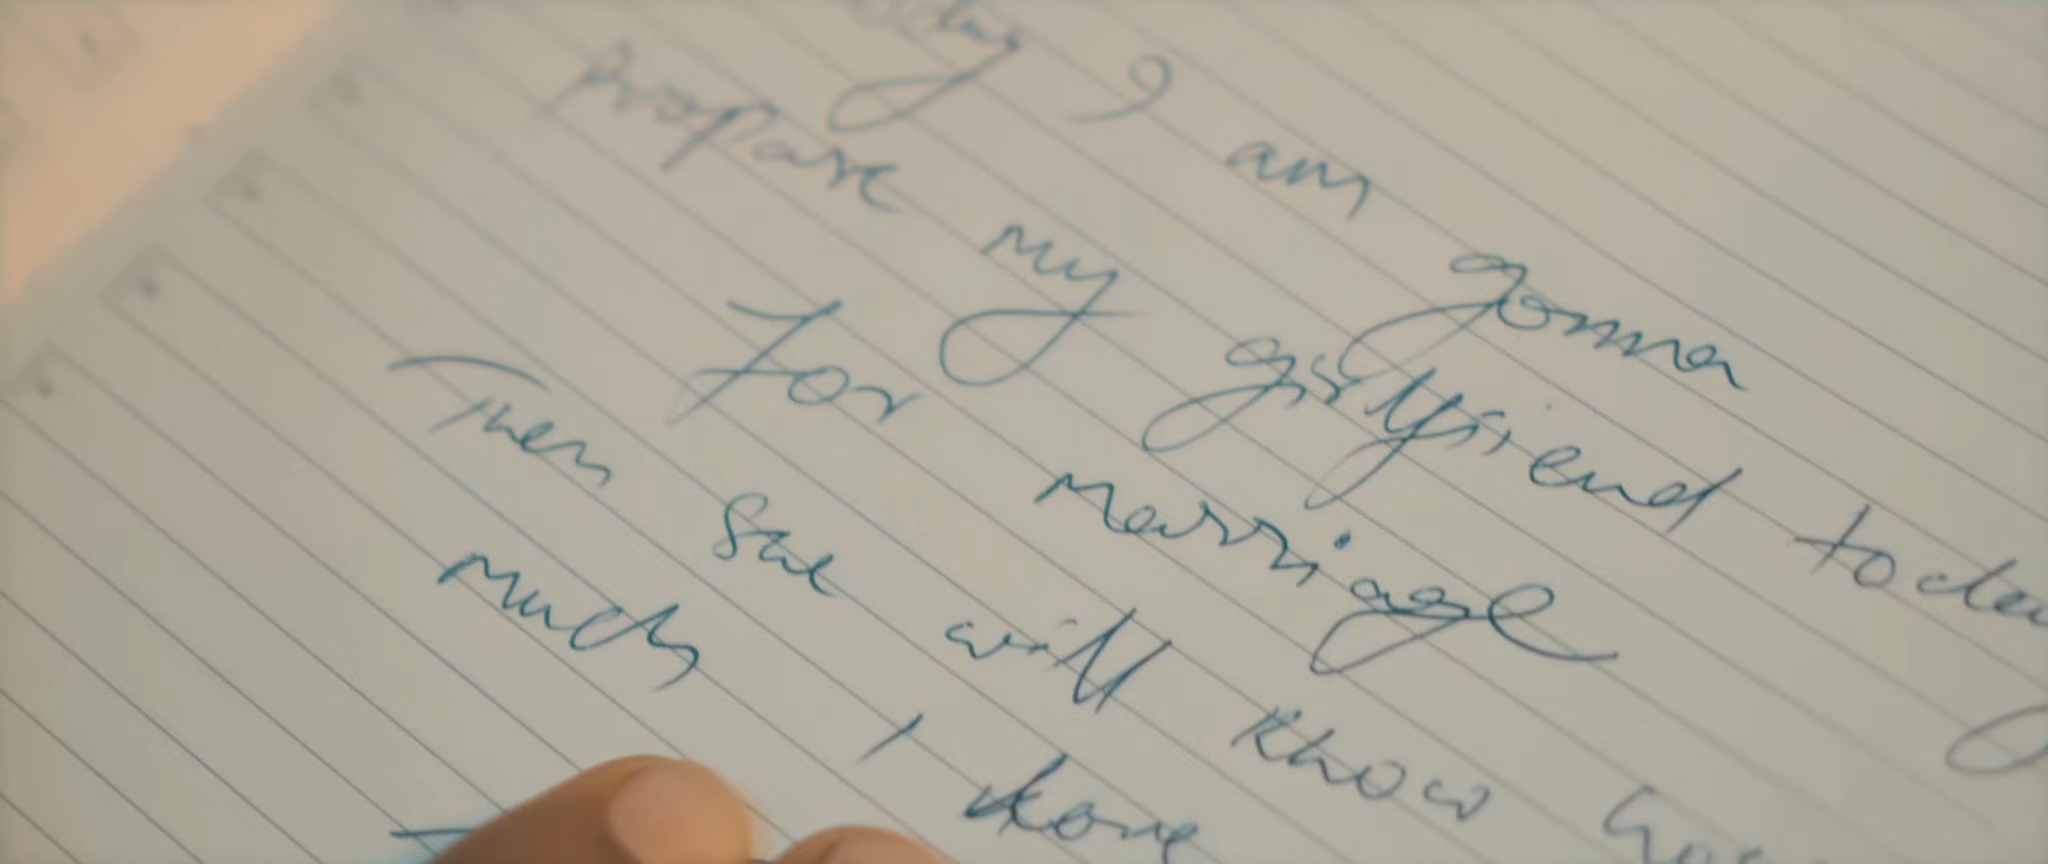 I am gonna
propose my girlfriend today
for marriage
Then she will know
much I love